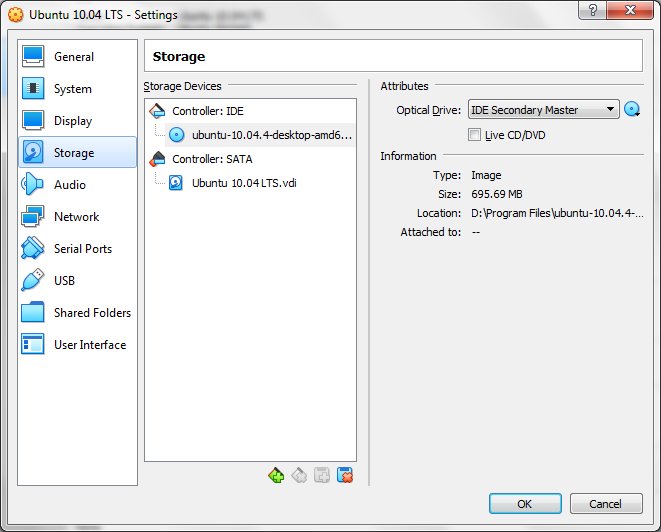 Ubuntu 10.04 LTS - Settings
General
System
Display
Storage
Audio
Network
Serial Ports
USB
Shared Folders
User Interface
Storage
Storage Devices
Controller: IDE
ubuntu-10.04.4-desktop-amd6...
Controller: SATA
Ubuntu 10.04 LTS.vdi
Attributes
Optical Drive: IDE Secondary Master
Live CD/DVD
Information
Type: Image
Size: 695.69 MB
Location: D:\Program Files\ubuntu-10.04.4-...
Attached to: --
OK
Cancel